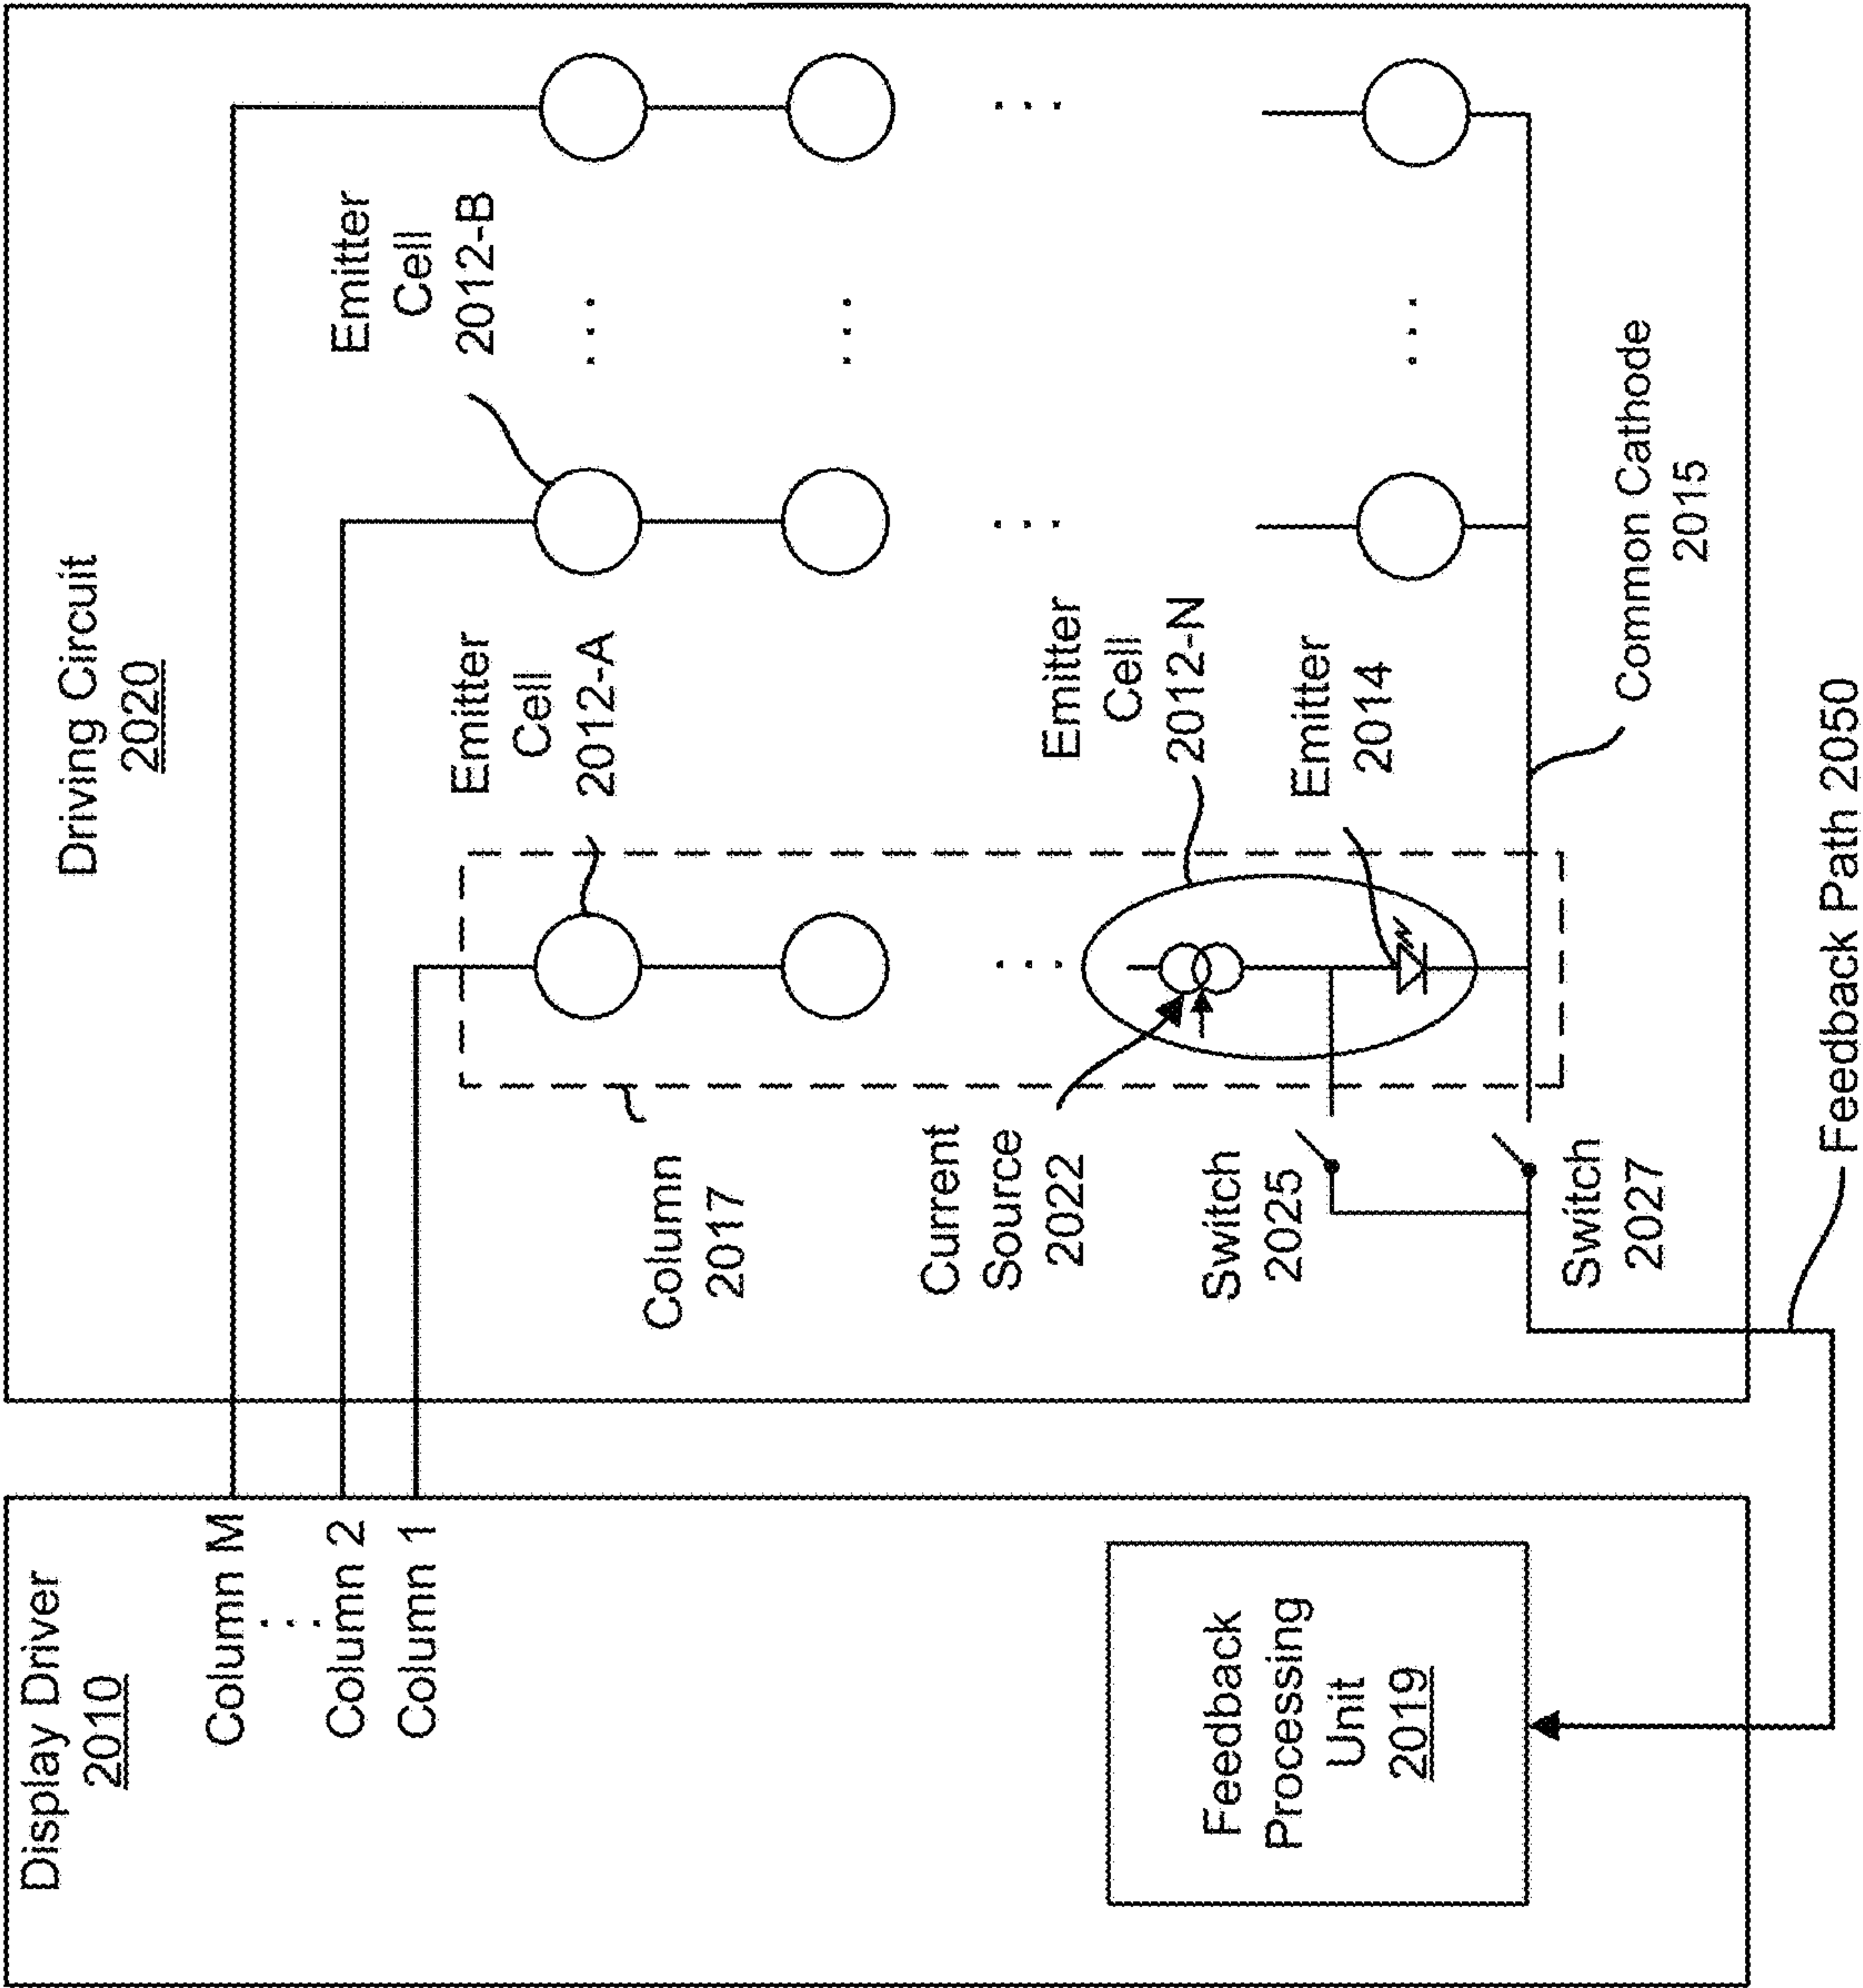 Display Driver
2010
Column M
Column 2
Column 1
Feedback
Processing
Unit
2019
Driving Circuit
2020
Emitter
Cell
2012-A
Emitter
Cell
2012-B
Column
2017
Current
Source
2022
Emitter
Cell
2012-N
Emitter
2014
Switch
2025
Switch
2027
Common Cathode
2015
Feedback Path 2050